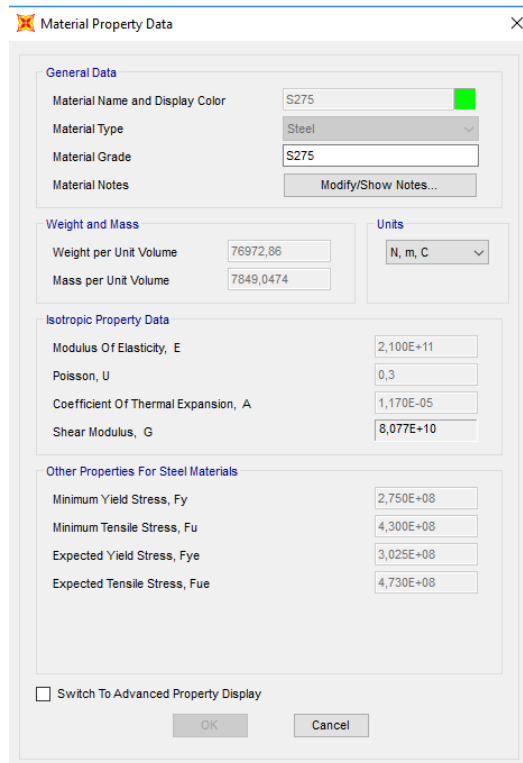 Material Property Data
General Data
Material Name and Display Color S275
Material Type Steel
Material Grade S275
Material Notes Modify/Show Notes...
Weight and Mass
Weight per Unit Volume 76972,86
Mass per Unit Volume 7849,0474
Units
N, m, C
Isotropic Property Data
Modulus Of Elasticity, E 2,100E+11
Poisson, U 0,3
Coefficient Of Thermal Expansion, A 1,170E-05
Shear Modulus, G 8,077E+10
Other Properties For Steel Materials
Minimum Yield Stress, Fy 2,750E+08
Minimum Tensile Stress, Fu 4,300E+08
Expected Yield Stress, Fye 3,025E+08
Expected Tensile Stress, Fue 4,730E+08
Switch To Advanced Property Display
OK Cancel